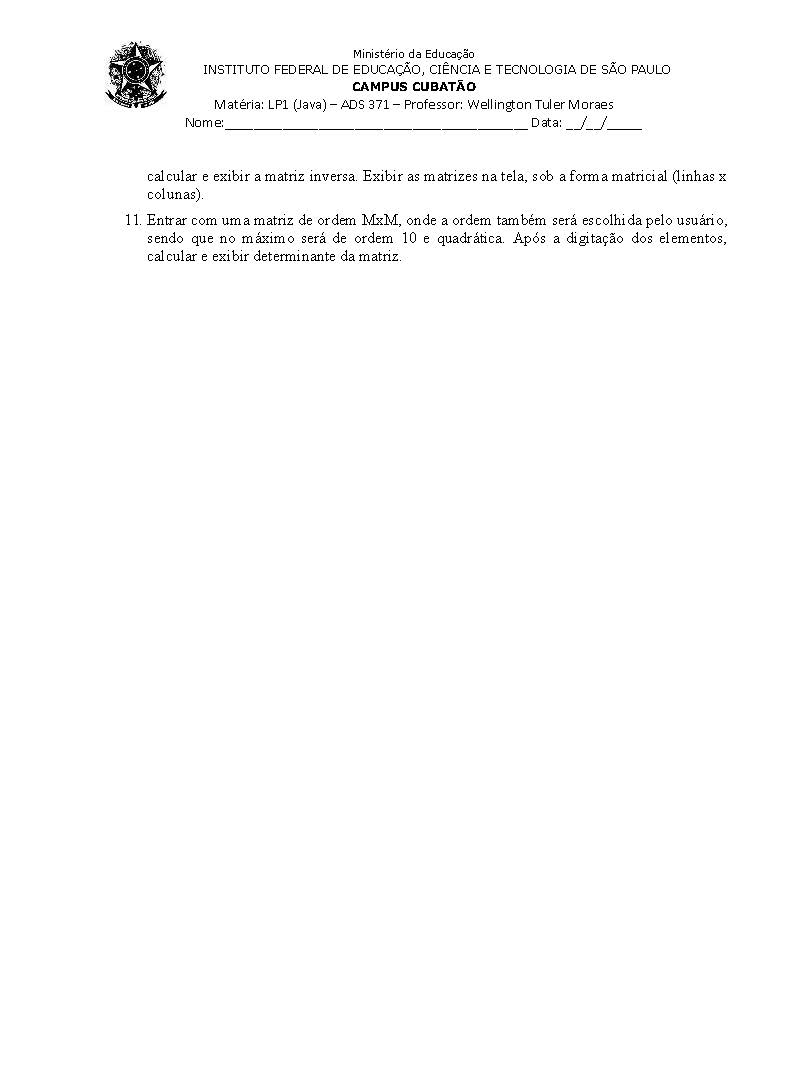 Ministério da Educação
INSTITUTO FEDERAL DE EDUCAÇÃO, CIÊNCIA E TECNOLOGIA DE SÃO PAULO
CAMPUS CUBATÃO
Matéria: LP1 (Java) – ADS 371 – Professor: Wellington Tuler Moraes
Nome:__________________________________________ Data: __/__/_____
calcular e exibir a matriz inversa. Exibir as matrizes na tela, sob a forma matricial (linhas x
colunas).
11. Entrar com uma matriz de ordem MxM, onde a ordem também será escolhida pelo usuário,
sendo que no máximo será de ordem 10 e quadrática. Após a digitação dos elementos,
calcular e exibir determinante da matriz.